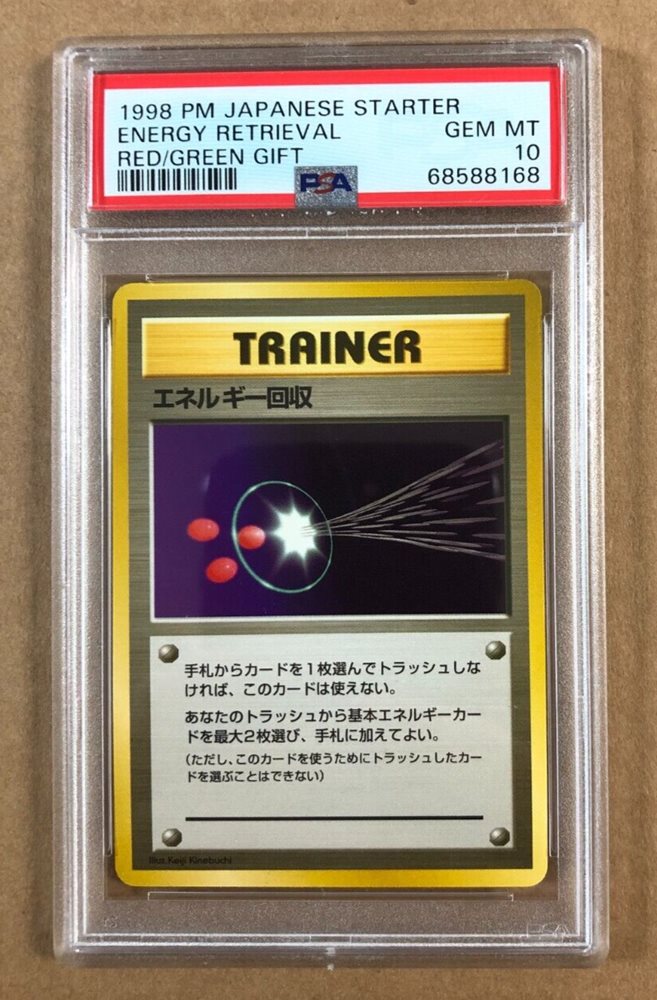 1998 PM JAPANESE STARTER
ENERGY RETRIEVAL GEM MT
RED/GREEN GIFT 10
PSA 68588168
TRAINER
エネルギー回収
手札からカードを1枚選んでトラッシュしな
ければ、このカードは使えない。
あなたのトラッシュから基本エネルギーカー
ドを最大2枚選び、手札に加えてよい。
(ただし、このカードを使うためにトラッシュしたカー
ドを選ぶことはできない)
Illus. Keiji Kinebuchi
PSA